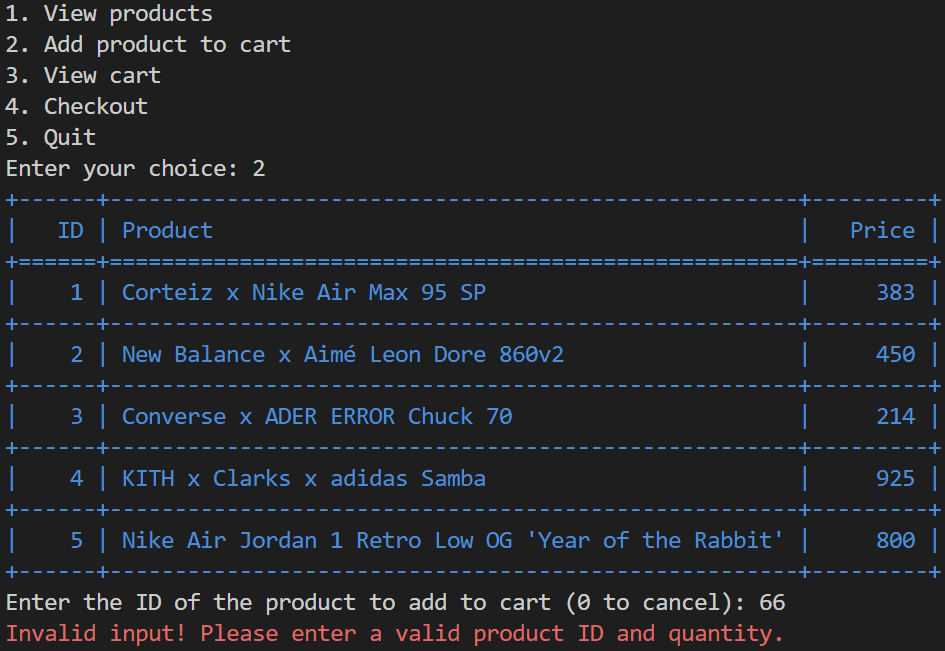 1. View products
2. Add product to cart
3. View cart
4. Checkout
5. Quit
Enter your choice: 2
+------+-----------------------------------------------------+---------+
|   ID | Product                                             |   Price |
+======+=====================================================+=========+
|    1 | Corteiz x Nike Air Max 95 SP                        |     383 |
+------+-----------------------------------------------------+---------+
|    2 | New Balance x Aimé Leon Dore 860v2                  |     450 |
+------+-----------------------------------------------------+---------+
|    3 | Converse x ADER ERROR Chuck 70                      |     214 |
+------+-----------------------------------------------------+---------+
|    4 | KITH x Clarks x adidas Samba                        |     925 |
+------+-----------------------------------------------------+---------+
|    5 | Nike Air Jordan 1 Retro Low OG 'Year of the Rabbit' |     800 |
+------+-----------------------------------------------------+---------+
Enter the ID of the product to add to cart (0 to cancel): 66
Invalid input! Please enter a valid product ID and quantity.